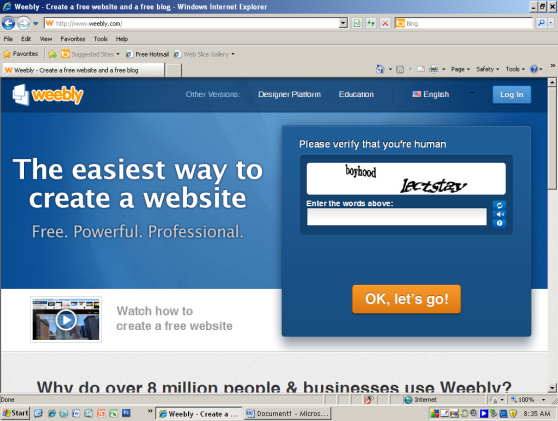 Weebly - Create a free website and a free blog - Windows Internet Explorer
http://www.weebly.com/
Bing
File Edit View Favorites Tools Help
Favorites Suggested Sites Free Hotmail Web Slice Gallery
Weebly - Create a free website and a free blog
Page Safety Tools
weebly
Other Versions: Designer Platform Education English Log In
Please verify that you're human
boyhood
Enter the words above:
OK, let's go!
The easiest way to
create a website
Free. Powerful. Professional.
Watch how to
create a free website
Why do over 8 million people & businesses use Weebly?
Done Internet 100%
Start Weebly - Create a ... Document1 - Micros... 8:35 AM